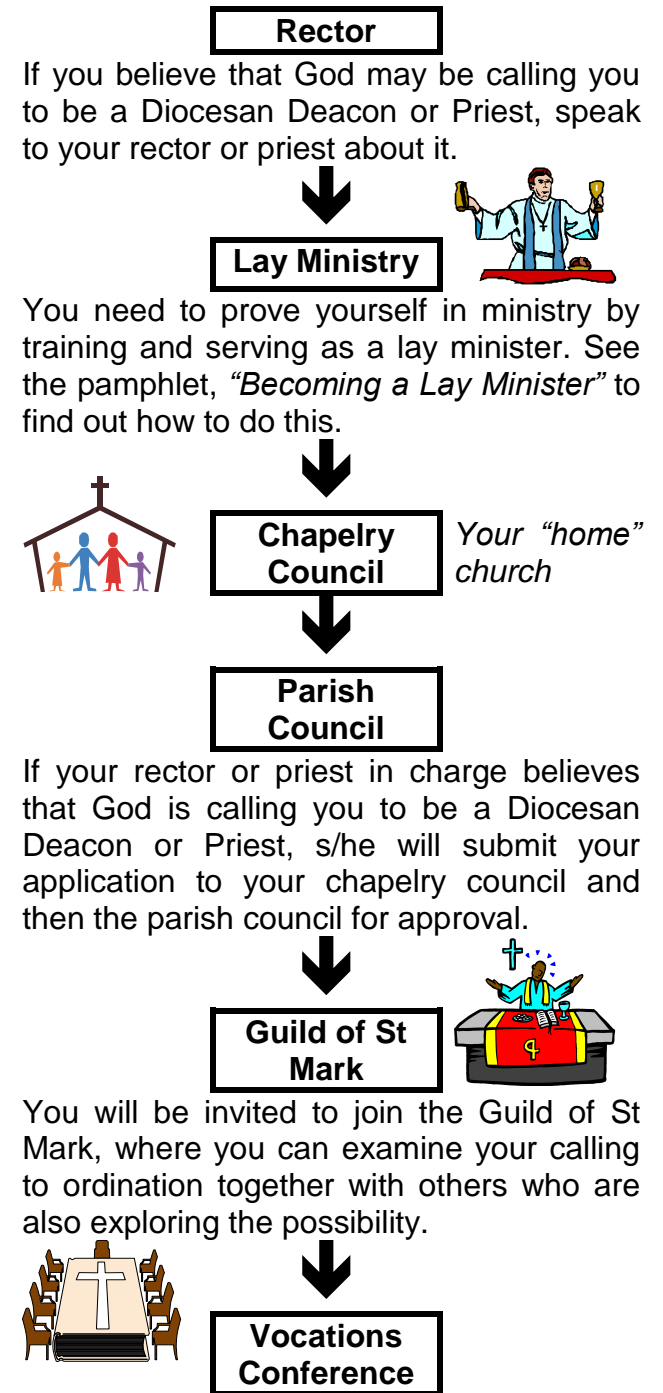 Rector
If you believe that God may be calling you
to be a Diocesan Deacon or Priest, speak
to your rector or priest about it.
Lay Ministry
You need to prove yourself in ministry by
training and serving as a lay minister. See
the pamphlet, “Becoming a Lay Minister” to
find out how to do this.
Chapelry
Council
Your “home”
church
Parish
Council
If your rector or priest in charge believes
that God is calling you to be a Diocesan
Deacon or Priest, s/he will submit your
application to your chapelry council and
then the parish council for approval.
Guild of St
Mark
You will be invited to join the Guild of St
Mark, where you can examine your calling
to ordination together with others who are
also exploring the possibility.
Vocations
Conference